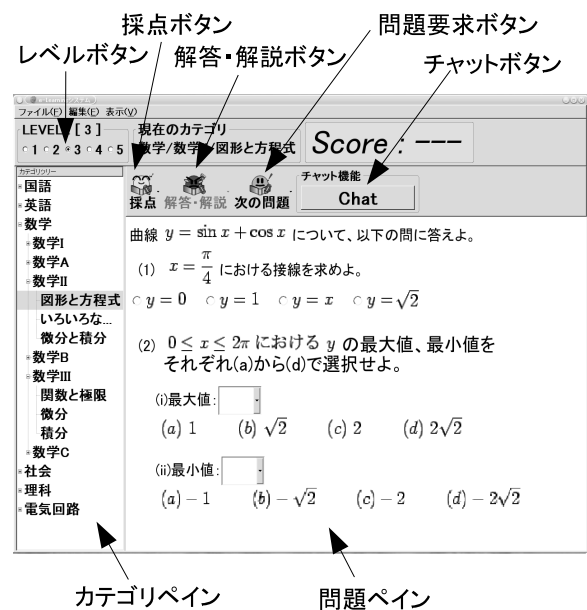 採点ボタン
問題要求ボタン
レベルボタン
解答・解説ボタン
チャットボタン
ファイル(F) 編集(E) 表示(V)
LEVEL [ 3 ]
1 2 3 4 5
現在のカテゴリ
数学/数学 /図形と方程式
Score : ---
カテゴリツリー
国語
英語
数学
数学I
数学A
数学II
図形と方程式
いろいろな...
微分と積分
数学B
数学III
関数と極限
微分
積分
数学C
社会
理科
電気回路
採点 解答・解説 次の問題
チャット機能
Chat
曲線 y = sin x + cos x について、以下の問に答えよ。
(1) x = π/4 における接線を求めよ。
y = 0 y = 1 y = x y = √2
(2) 0 ≤ x ≤ 2π における y の最大値、最小値を
それぞれ(a)から(d)で選択せよ。
(i)最大値:
(a) 1 (b) √2 (c) 2 (d) 2√2
(ii)最小値:
(a) − 1 (b) − √2 (c) − 2 (d) − 2√2
カテゴリペイン
問題ペイン